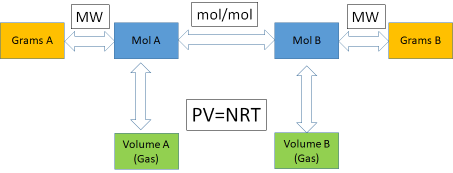 MW
mol/mol
MW
Grams A
Mol A
Mol B
Grams B
PV=NRT
Volume A
(Gas)
Volume B
(Gas)